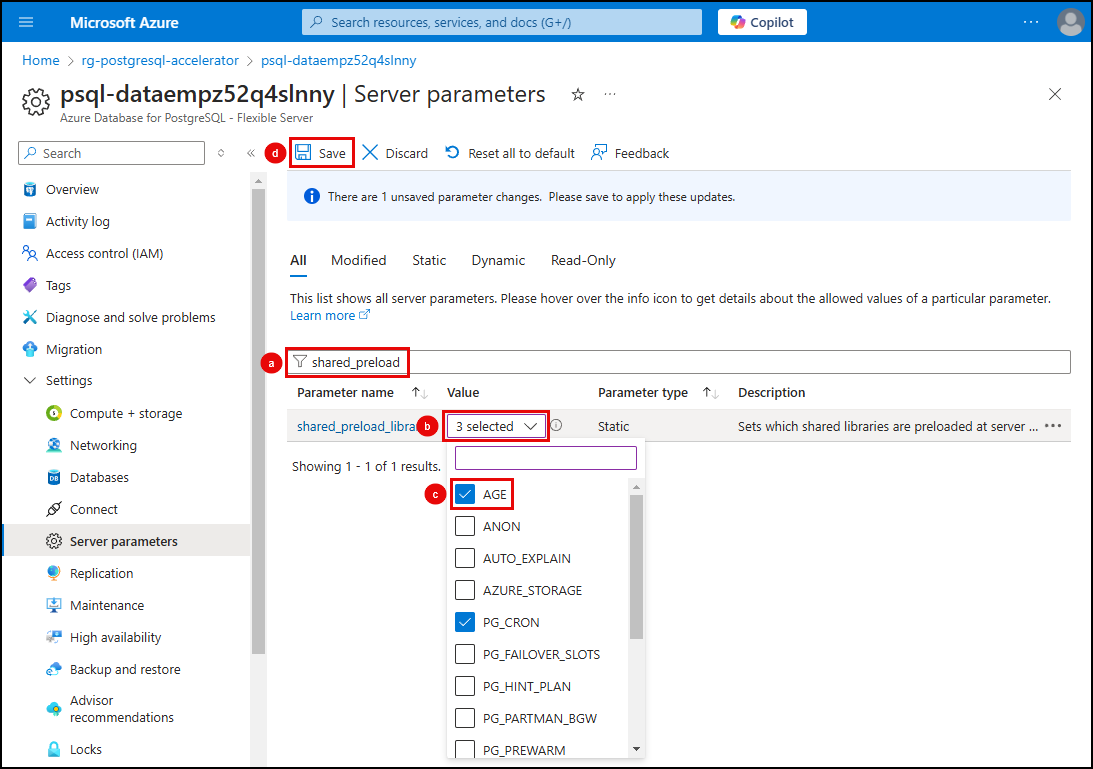 Microsoft Azure
Search resources, services, and docs (G+/)
Copilot
Home > rg-postgresql-accelerator > psql-dataempz52q4slnny
psql-dataempz52q4slnny | Server parameters
Azure Database for PostgreSQL - Flexible Server
Search
d
Save
Discard
Reset all to default
Feedback
There are 1 unsaved parameter changes. Please save to apply these updates.
Overview
Activity log
Access control (IAM)
Tags
Diagnose and solve problems
Migration
Settings
Compute + storage
Networking
Databases
Connect
Server parameters
Replication
Maintenance
High availability
Backup and restore
Advisor
recommendations
Locks
All Modified Static Dynamic Read-Only
This list shows all server parameters. Please hover over the info icon to get details about the allowed values of a particular parameter.
Learn more
a
shared_preload
Parameter name Value Parameter type Description
shared_preload_libra b 3 selected Static Sets which shared libraries are preloaded at server ...
Showing 1 - 1 of 1 results.
c
AGE
ANON
AUTO_EXPLAIN
AZURE_STORAGE
PG_CRON
PG_FAILOVER_SLOTS
PG_HINT_PLAN
PG_PARTMAN_BGW
PG_PREWARM